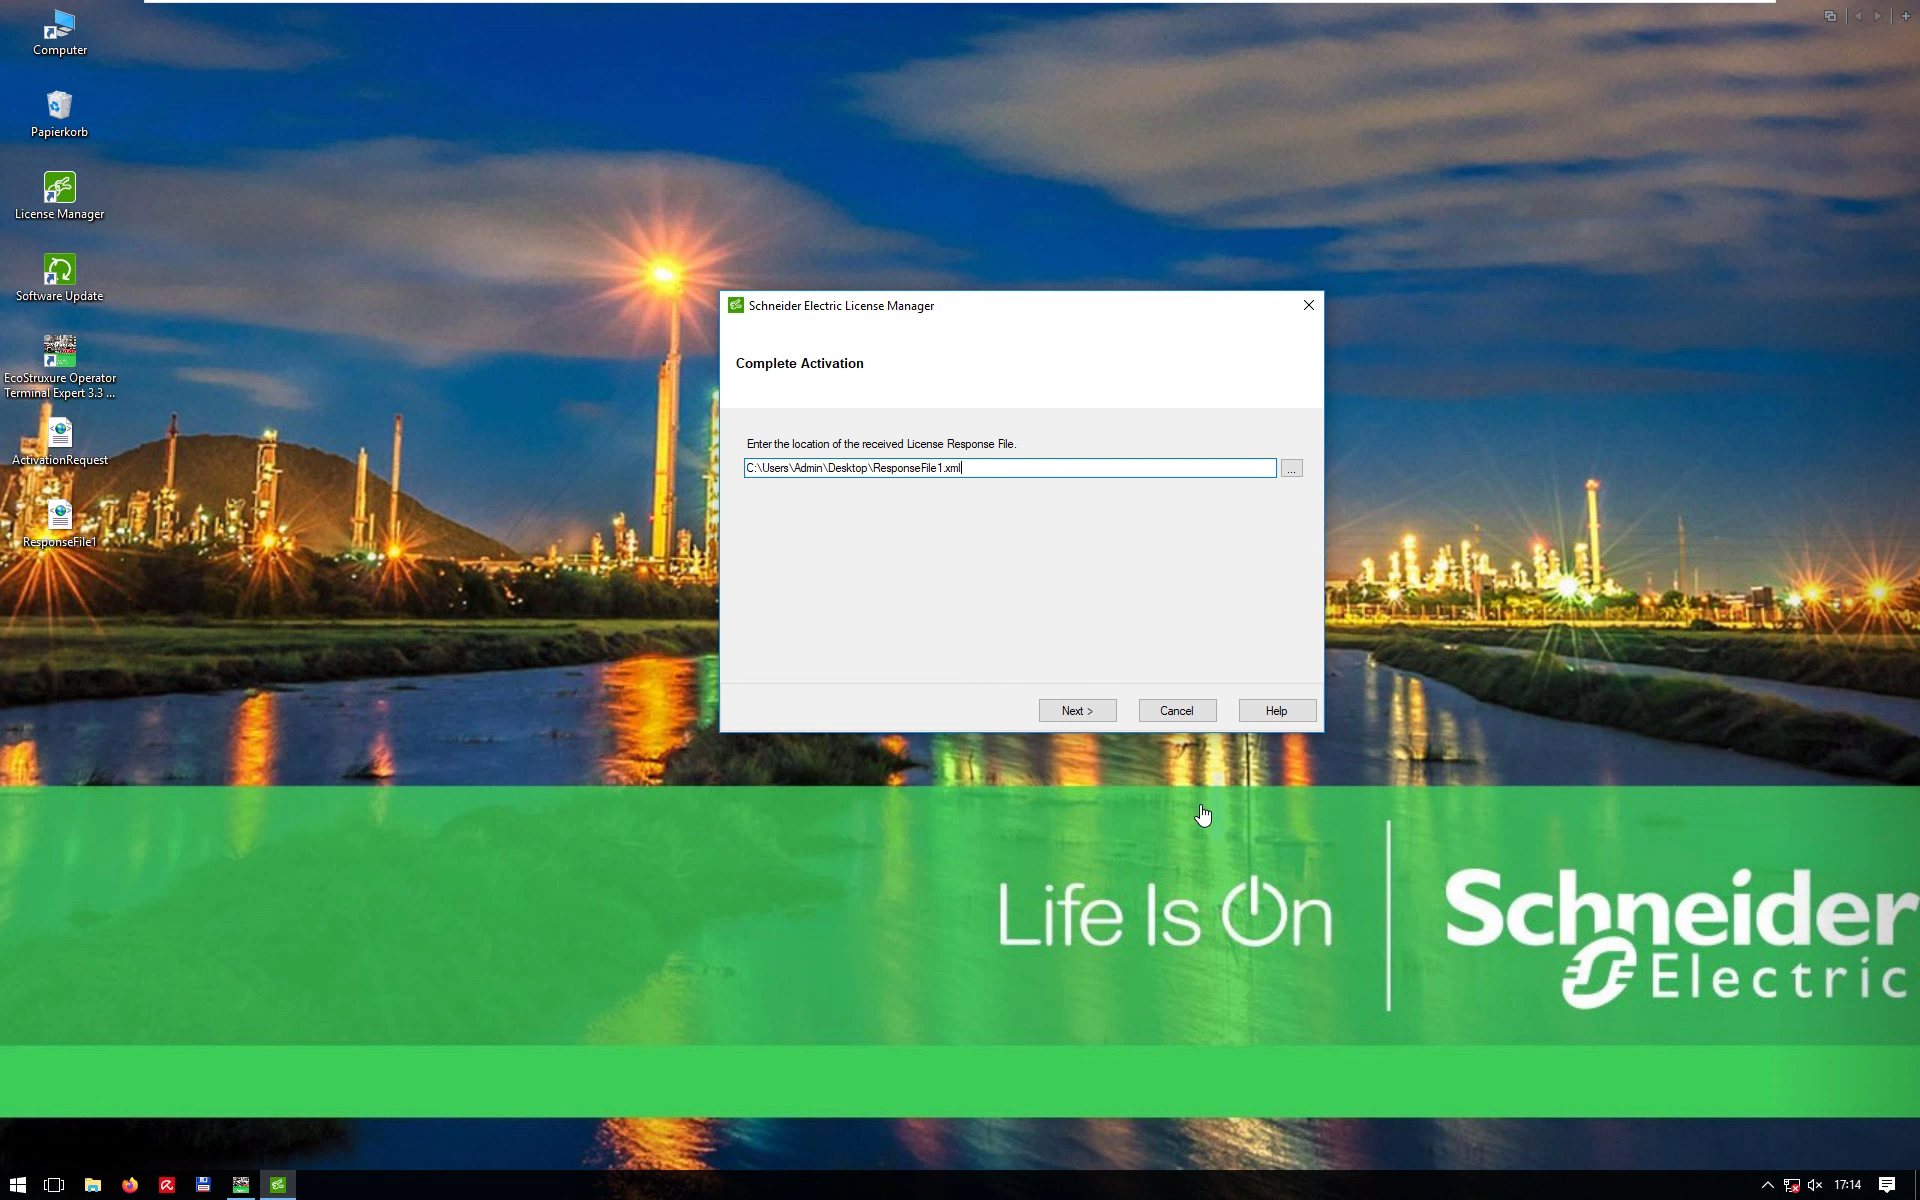 Computer
Papierkorb
License Manager
Software Update
EcoStruxure Operator
Terminal Expert 3.3 ...
ActivationRequest
ResponseFile1
Schneider Electric License Manager
Complete Activation
Enter the location of the received License Response File.
C:\Users\Admin\Desktop\ResponseFile1.xml
...
Next >
Cancel
Help
Life Is On
Schneider
Electric
17:14